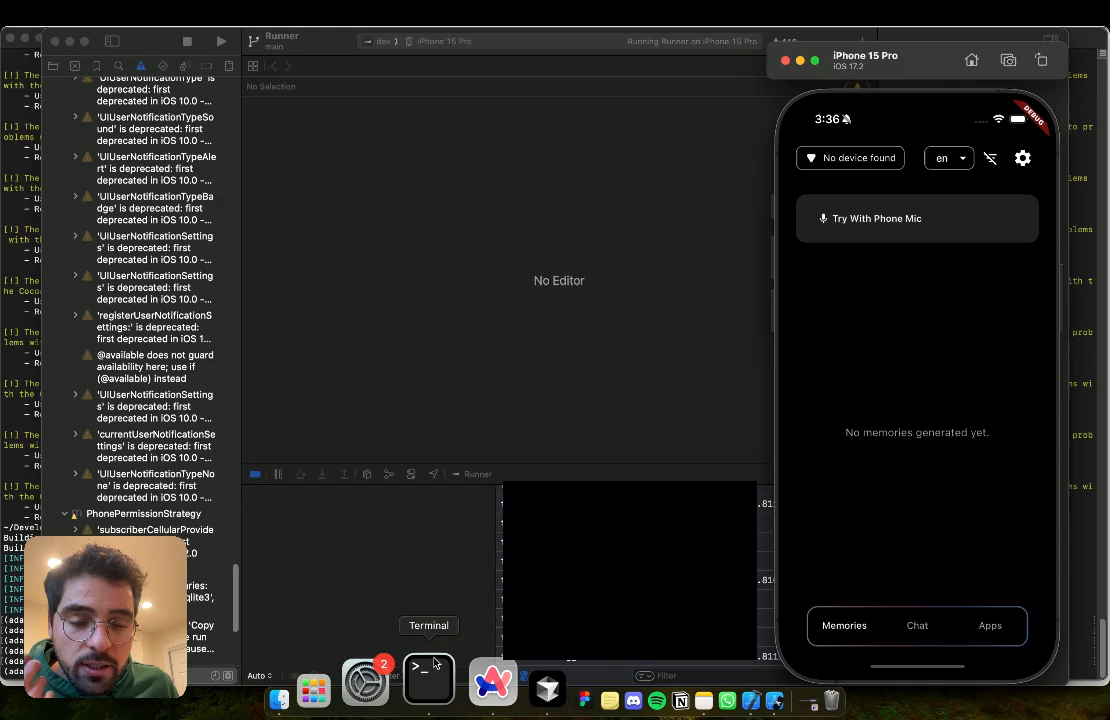 Runner
main
dev
iPhone 15 Pro
Running Runner on iPhone 15 Pro
No Selection
'UIUserNotificationType' is
deprecated: first
deprecated in iOS 10.0 -...
'UIUserNotificationTypeSo
und' is deprecated: first
deprecated in iOS 10.0 -...
'UIUserNotificationTypeAle
rt' is deprecated: first
deprecated in iOS 10.0 -...
'UIUserNotificationTypeBa
dge' is deprecated: first
deprecated in iOS 10.0 -...
'UIUserNotificationSetting
s' is deprecated: first
deprecated in iOS 10.0 -...
'UIUserNotificationSetting
s' is deprecated: first
deprecated in iOS 10.0 -...
'registerUserNotificationS
ettings:' is deprecated:
first deprecated in iOS 1...
@available does not guard
availability here; use if
(@available) instead
'UIUserNotificationSetting
s' is deprecated: first
deprecated in iOS 10.0 -...
'currentUserNotificationSe
ttings' is deprecated: first
deprecated in iOS 10.0 -...
'UIUserNotificationTypeNo
ne' is deprecated: first
deprecated in iOS 10.0 -...
PhonePermissionStrategy
'subscriberCellularProvide
No Editor
Runner
Auto
Filter
Terminal
2
iPhone 15 Pro
iOS 17.2
3:36
DEBUG
No device found
en
Try With Phone Mic
No memories generated yet.
Memories
Chat
Apps